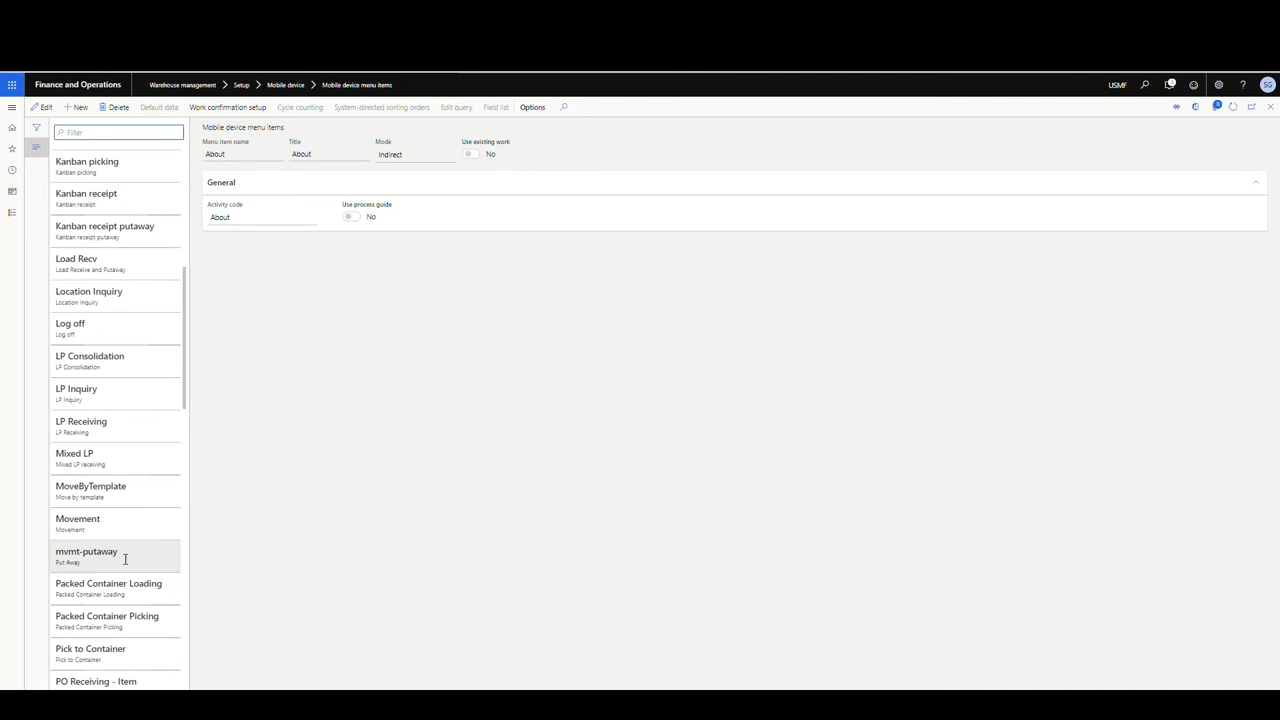 Finance and Operations
Warehouse management > Setup > Mobile device > Mobile device menu items
USMF
SG
Edit
New
Delete
Default data
Work confirmation setup
Cycle counting
System-directed sorting orders
Edit query
Field list
Options
Filter
Kanban picking
Kanban picking
Kanban receipt
Kanban receipt
Kanban receipt putaway
Kanban receipt putaway
Load Recv
Load Receive and Putaway
Location Inquiry
Location Inquiry
Log off
Log off
LP Consolidation
LP Consolidation
LP Inquiry
LP Inquiry
LP Receiving
LP Receiving
Mixed LP
Mixed LP receiving
MoveByTemplate
Move by template
Movement
Movement
mvmt-putaway
Put Away
Packed Container Loading
Packed Container Loading
Packed Container Picking
Packed Container Picking
Pick to Container
Pick to Container
PO Receiving - Item
Mobile device menu items
Menu item name
Title
Mode
Use existing work
About
About
Indirect
No
General
Activity code
Use process guide
About
No